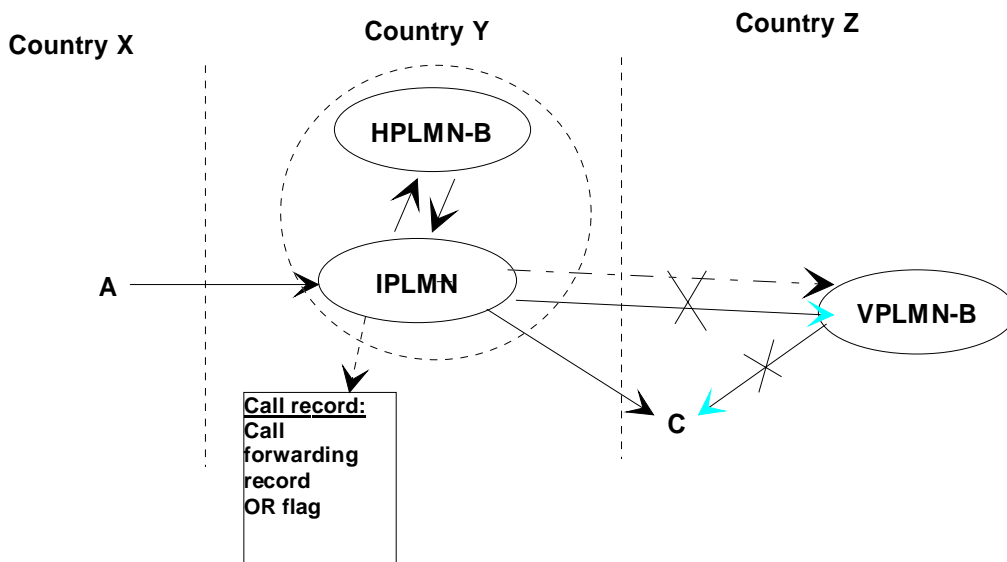 Country X
Country Y
Country Z
HPLMN-B
IPLMN
A
VPLMN-B
C
Call record:
Call
forwarding
record
OR flag